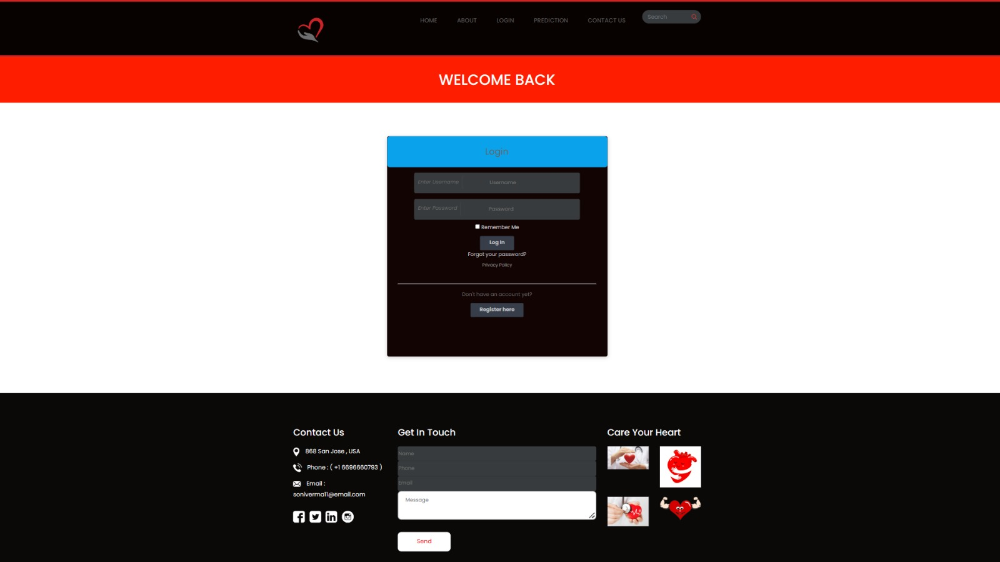 HOME ABOUT LOGIN PREDICTION CONTACT US Search
WELCOME BACK
Login
Enter Username Username
Enter Password Password
Remember Me
Log In
Forgot your password?
Privacy Policy
Don't have an account yet?
Register here
Contact Us
868 San Jose , USA
Phone : ( +1 6696660793 )
Email :
soniverma11@email.com
Get In Touch
Name
Phone
Email
Message
Send
Care Your Heart